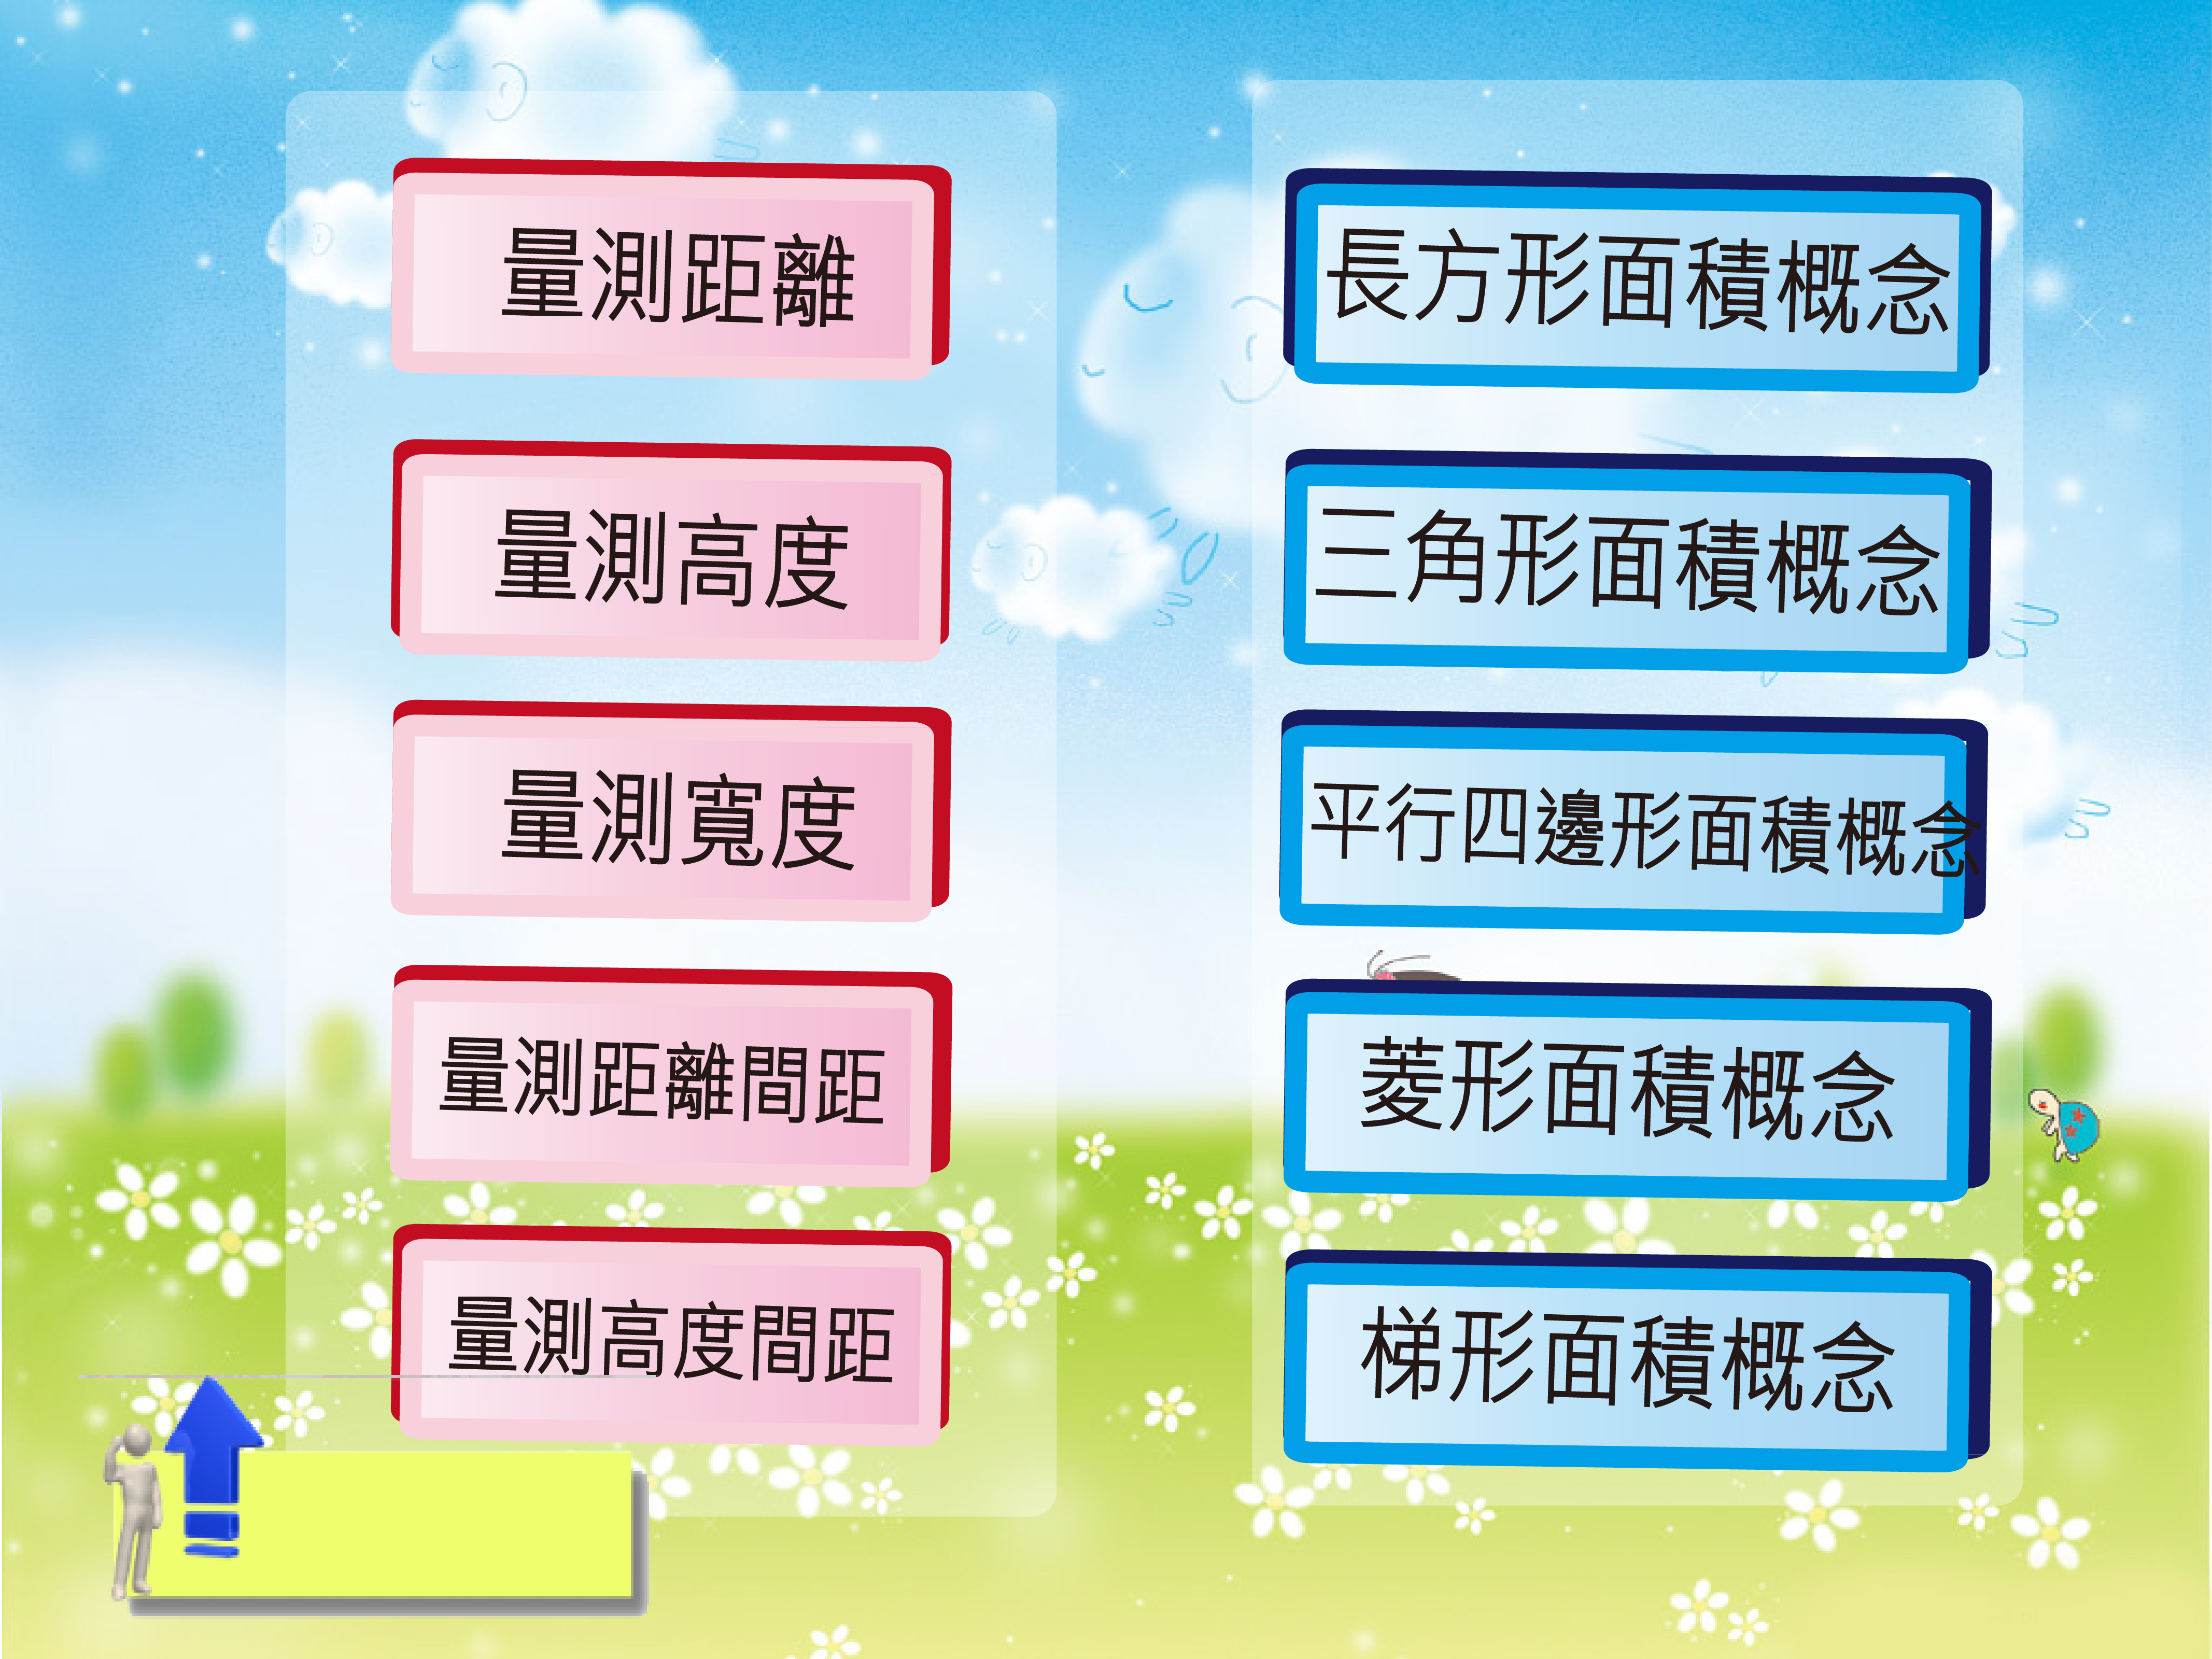 量測距離
量測高度
量測寬度
量測距離間距
量測高度間距
長方形面積概念
三角形面積概念
平行四邊形面積概念
菱形面積概念
梯形面積概念